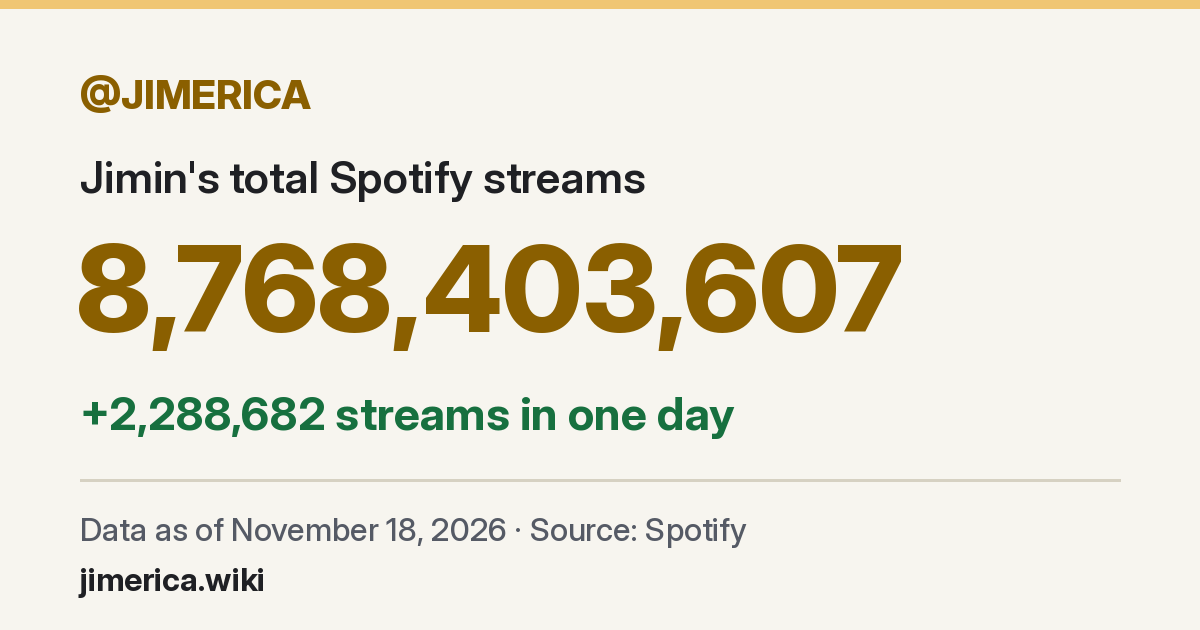 @JIMERICA
Jimin's total Spotify streams
8,768,403,607
+2,288,682 streams in one day
Data as of November 18, 2026 · Source: Spotify
jimerica.wiki